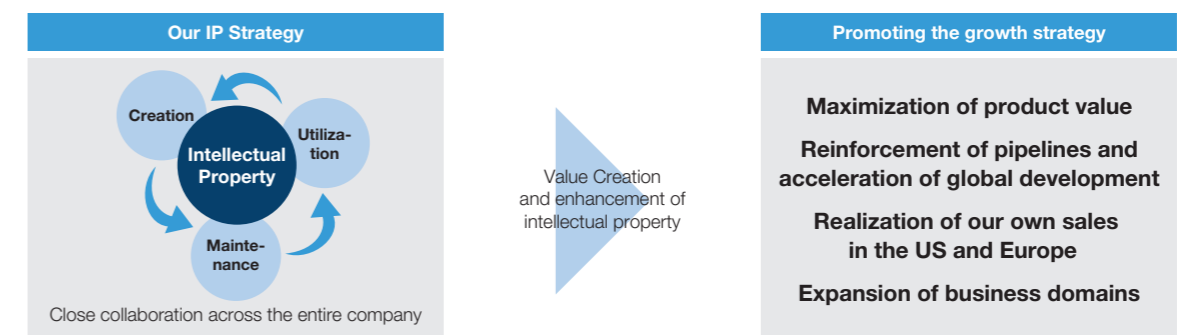 Our IP Strategy
Creation
Utiliza-
tion
Intellectual
Property
Mainte-
nance
Close collaboration across the entire company
Value Creation
and enhancement of
intellectual property
Promoting the growth strategy
Maximization of product value
Reinforcement of pipelines and
acceleration of global development
Realization of our own sales
in the US and Europe
Expansion of business domains